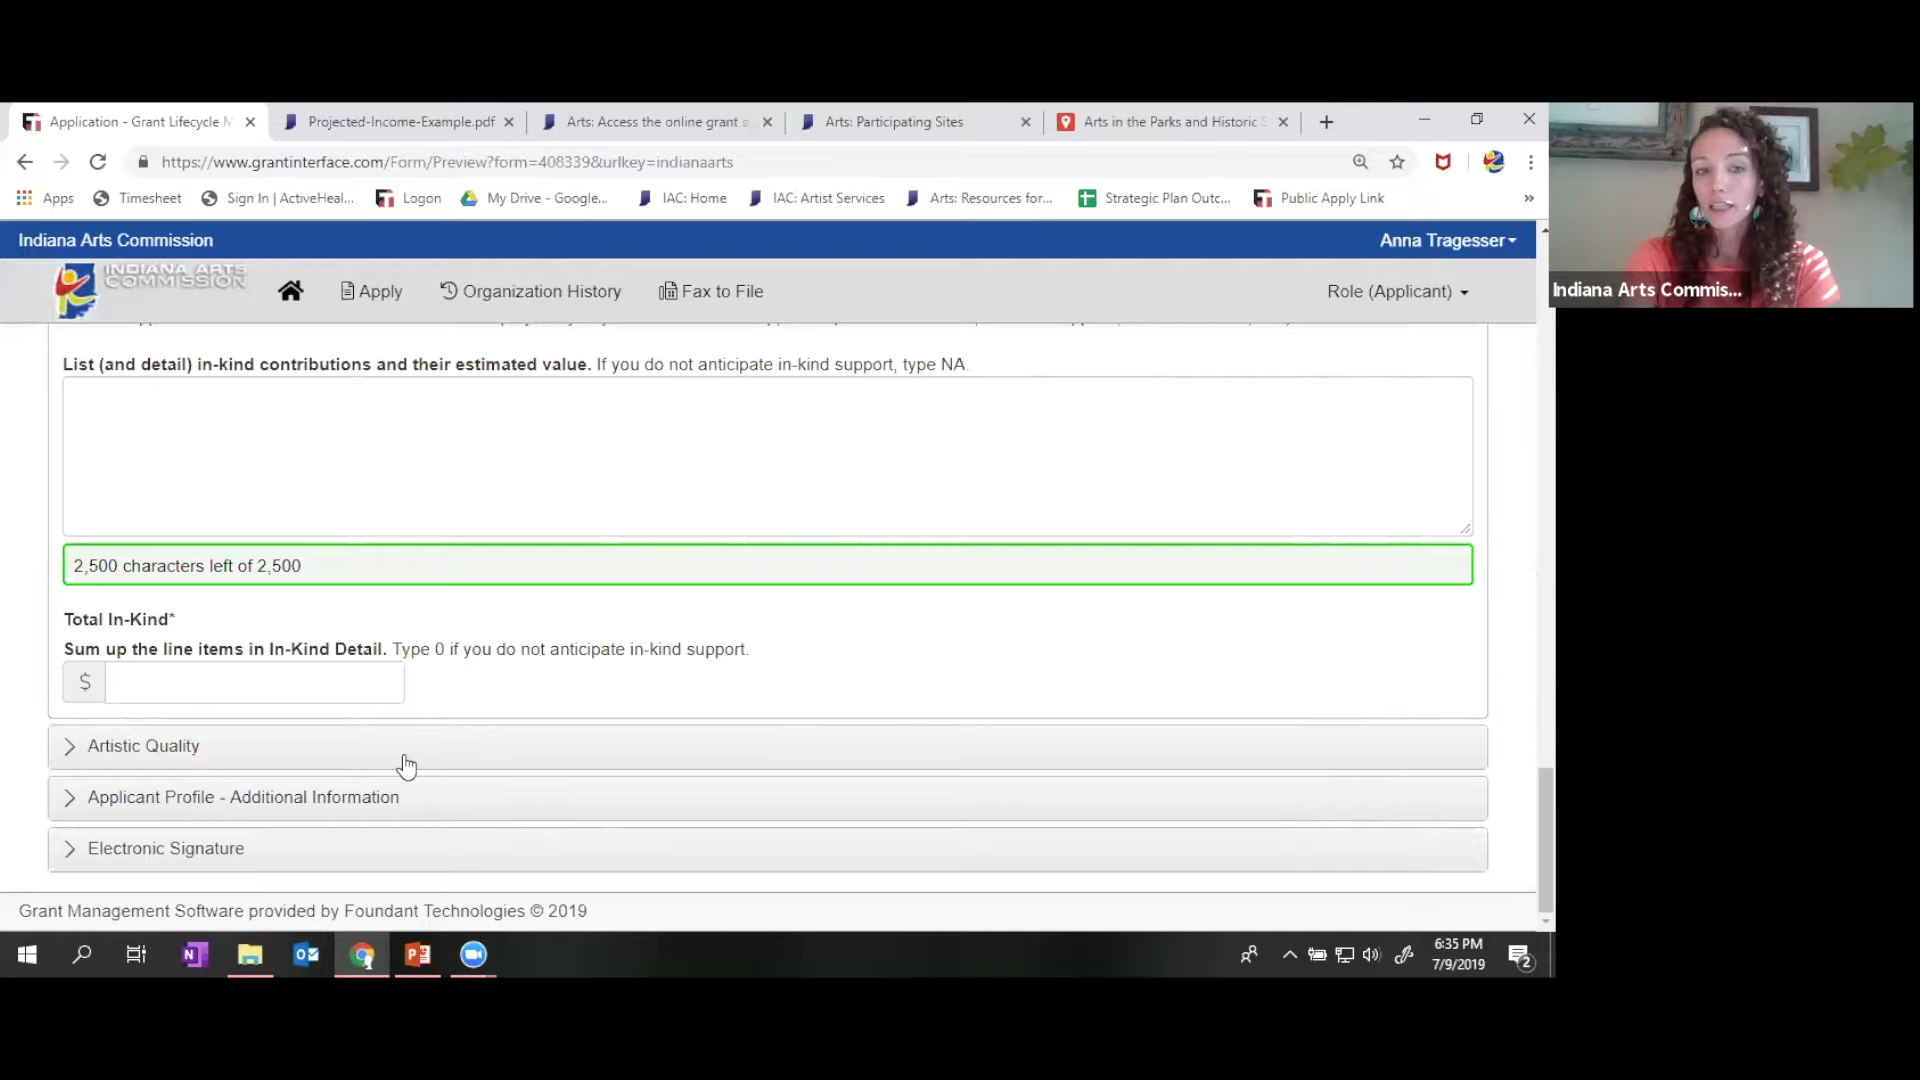 Application - Grant Lifecycle M
Projected-Income-Example.pdf
Arts: Access the online grant s
Arts: Participating Sites
Arts in the Parks and Historic S
https://www.grantinterface.com/Form/Preview?form=408339&urlkey=indianaarts
Apps
Timesheet
Sign In | ActiveHeal...
Logon
My Drive - Google...
IAC: Home
IAC: Artist Services
Arts: Resources for...
Strategic Plan Outc...
Public Apply Link
»
Indiana Arts Commission
Anna Tragesser
INDIANA ARTS
COMMISSION
Apply
Organization History
Fax to File
Role (Applicant)
Indiana Arts Commis...
List (and detail) in-kind contributions and their estimated value. If you do not anticipate in-kind support, type NA.
2,500 characters left of 2,500
Total In-Kind*
Sum up the line items in In-Kind Detail. Type 0 if you do not anticipate in-kind support.
$
Artistic Quality
Applicant Profile - Additional Information
Electronic Signature
Grant Management Software provided by Foundant Technologies © 2019
6:35 PM
7/9/2019
2